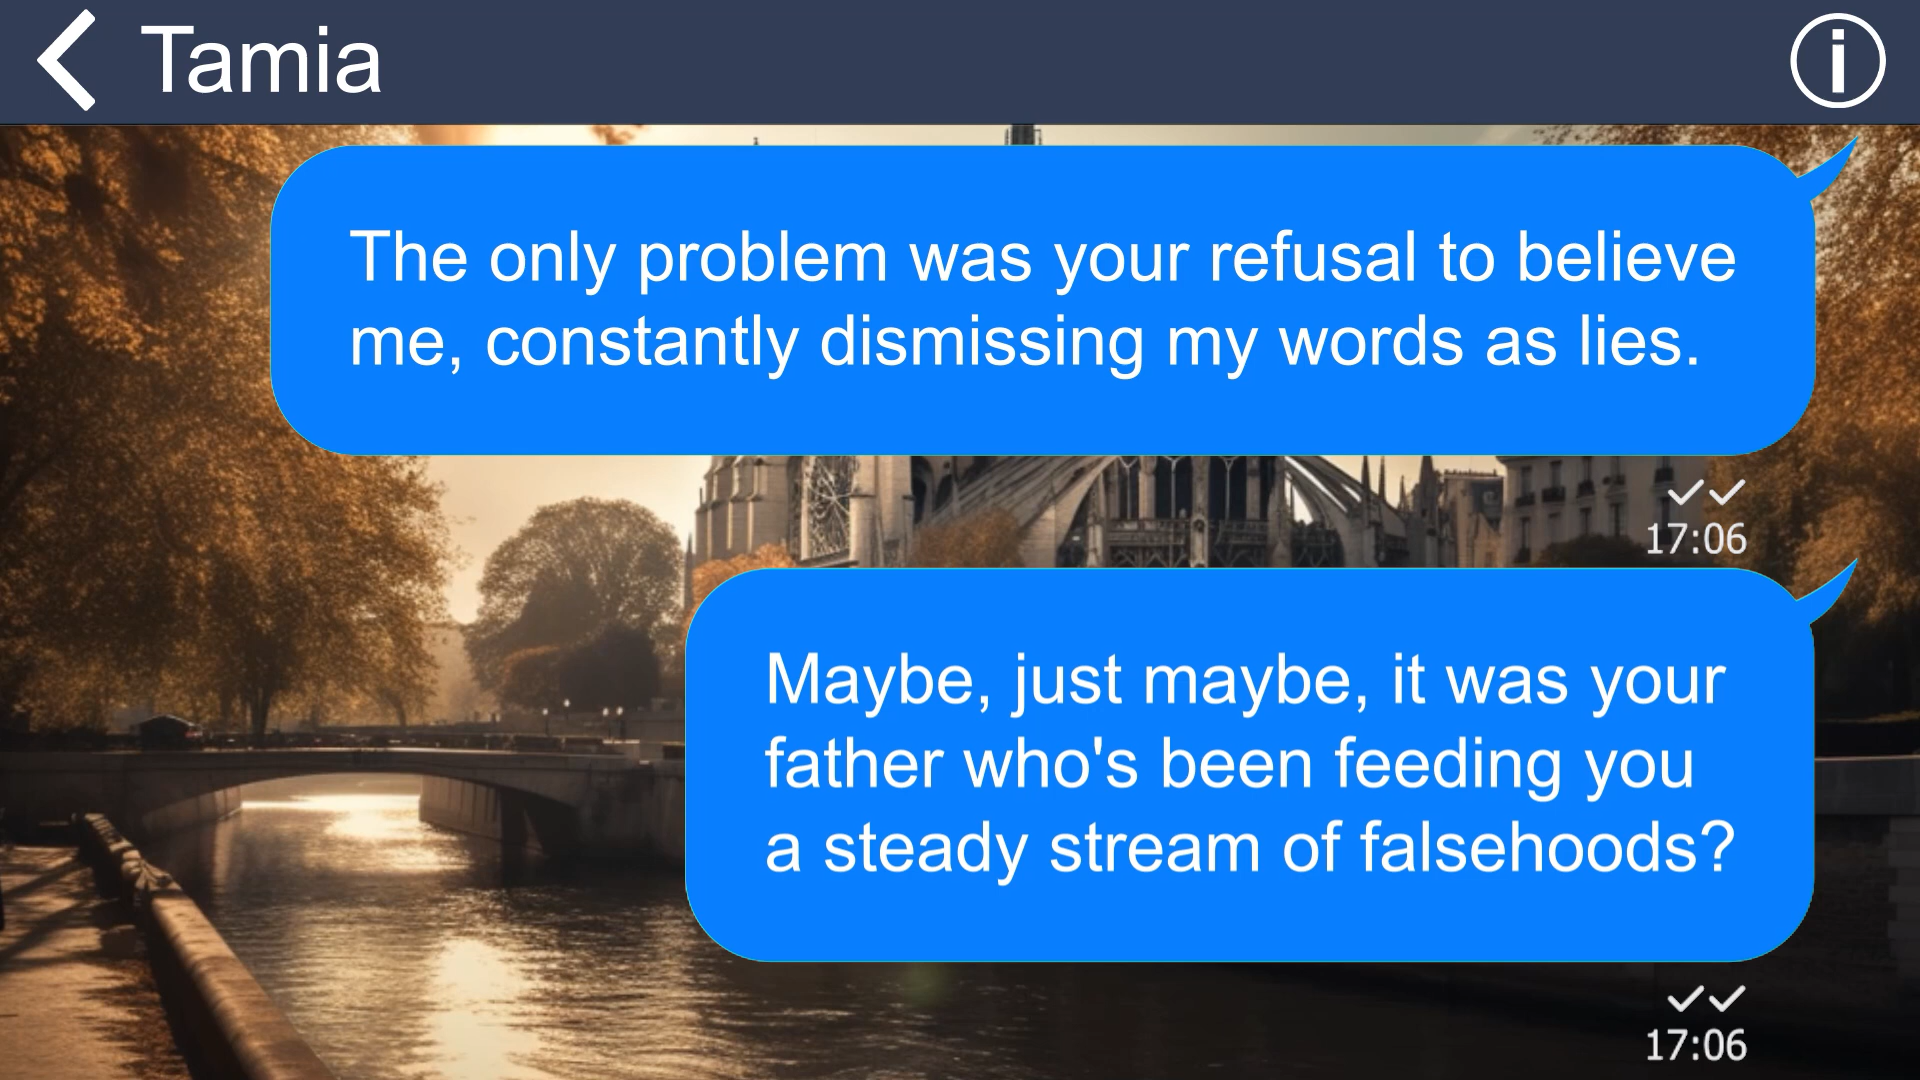 Tamia
The only problem was your refusal to believe
me, constantly dismissing my words as lies.
17:06
Maybe, just maybe, it was your
father who's been feeding you
a steady stream of falsehoods?
17:06